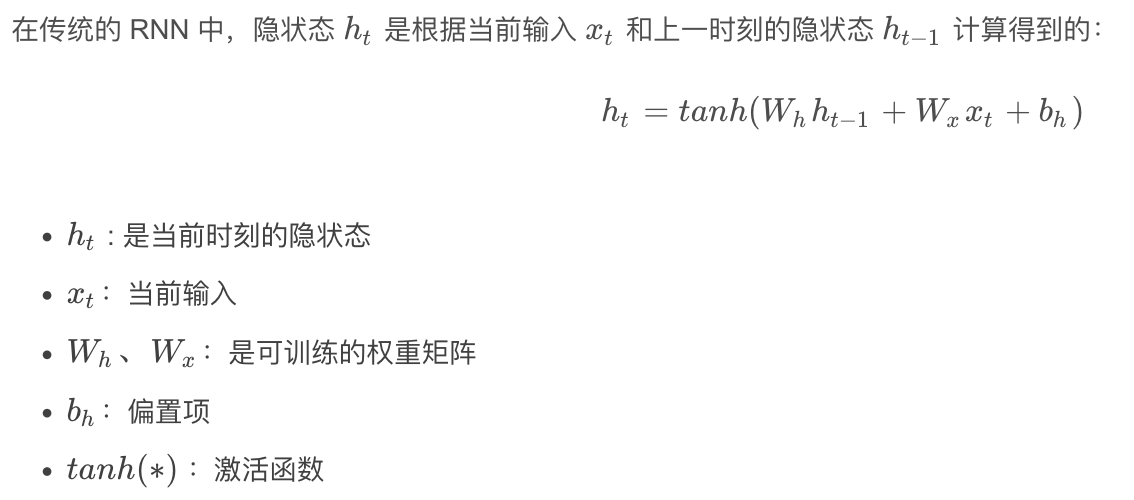 在传统的 RNN 中，隐状态 h_t 是根据当前输入 x_t 和上一时刻的隐状态 h_{t-1} 计算得到的：
h_t = tanh(W_h h_{t-1} + W_x x_t + b_h)
• h_t : 是当前时刻的隐状态
• x_t： 当前输入
• W_h、W_x： 是可训练的权重矩阵
• b_h： 偏置项
• tanh(*)： 激活函数